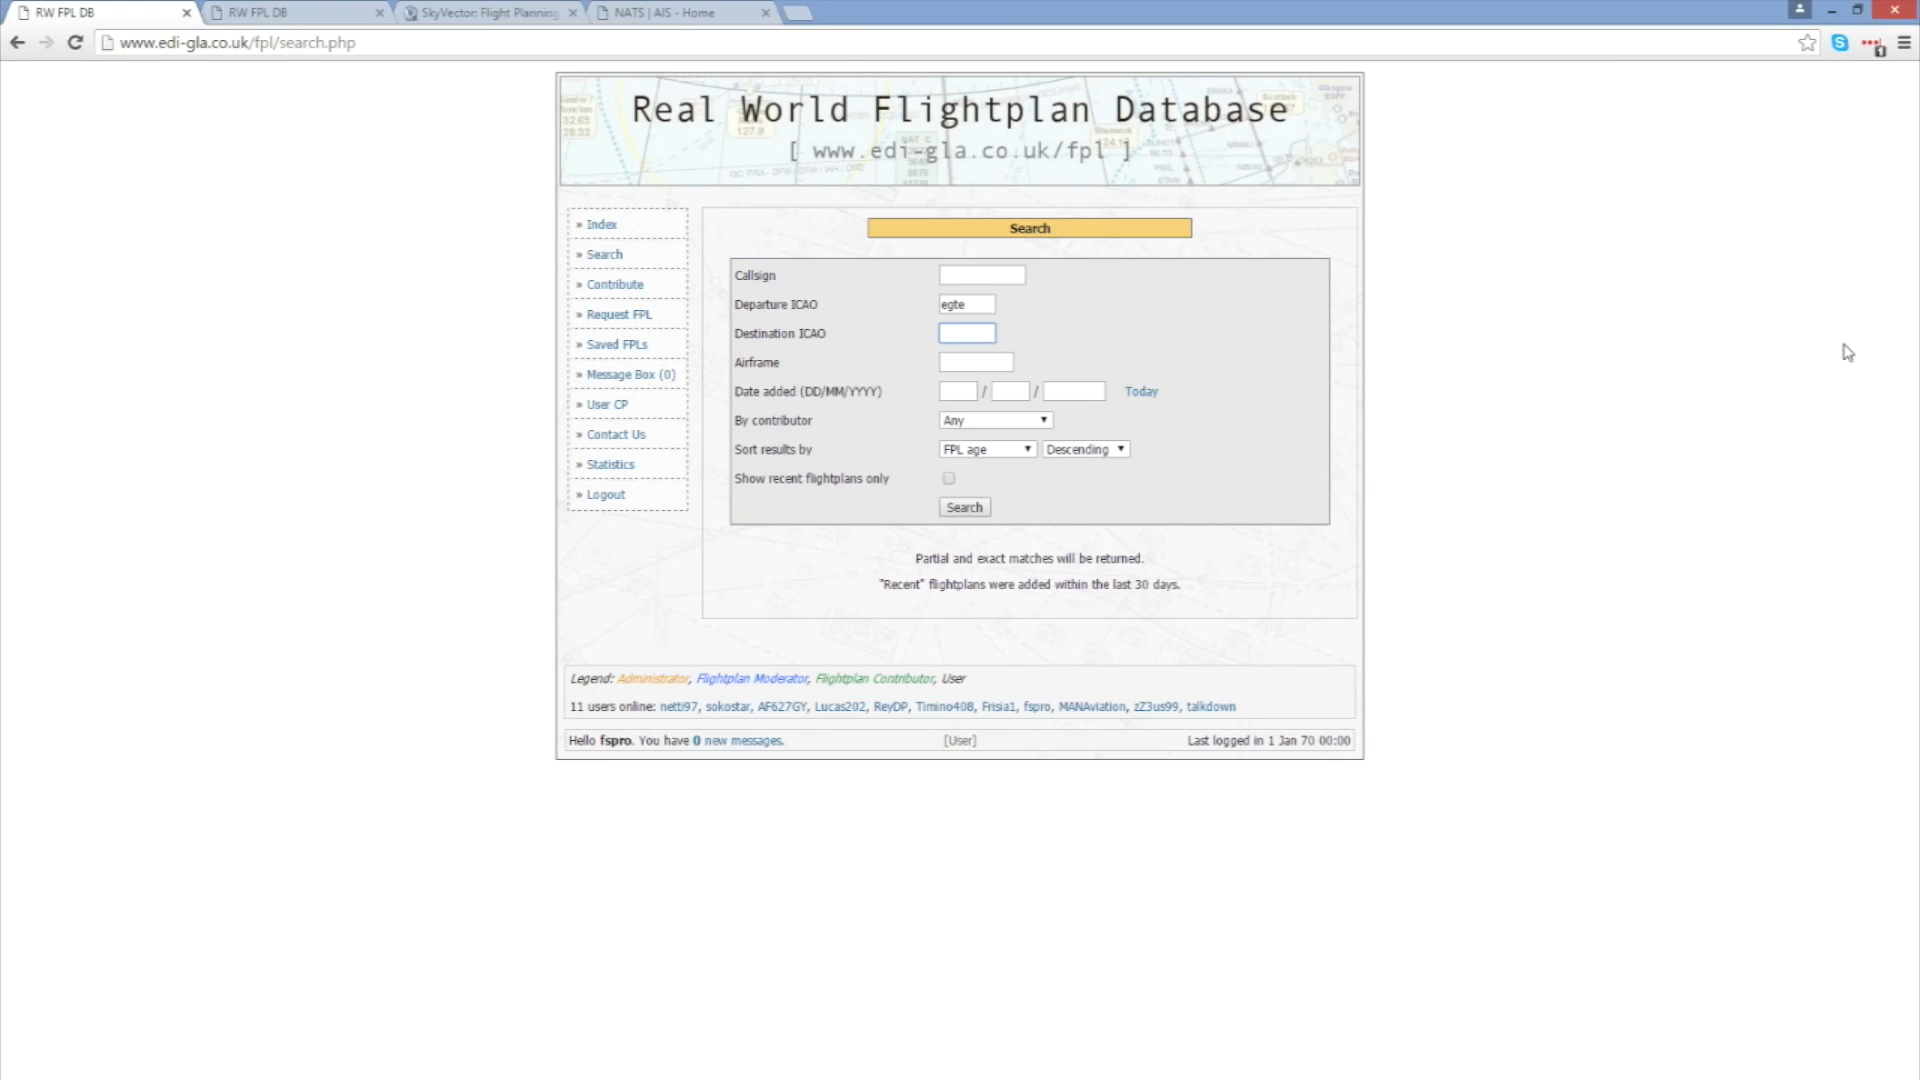 RW FPL DB
RW FPL DB
SkyVector: Flight Planning
NATS | AIS - Home
www.edi-gla.co.uk/fpl/search.php
Real World Flightplan Database
[ www.edi-gla.co.uk/fpl ]
» Index
» Search
» Contribute
» Request FPL
» Saved FPLs
» Message Box (0)
» User CP
» Contact Us
» Statistics
» Logout
Search
Callsign
Departure ICAO egte
Destination ICAO
Airframe
Date added (DD/MM/YYYY) / / Today
By contributor Any
Sort results by FPL age Descending
Show recent flightplans only
Search
Partial and exact matches will be returned.
"Recent" flightplans were added within the last 30 days.
Legend: Administrator, Flightplan Moderator, Flightplan Contributor, User
11 users online: netti97, sokostar, AF627GY, Lucas202, ReyDP, Timino408, Frisia1, fspro, MANAviation, zZ3us99, talkdown
Hello fspro. You have 0 new messages. [User] Last logged in 1 Jan 70 00:00